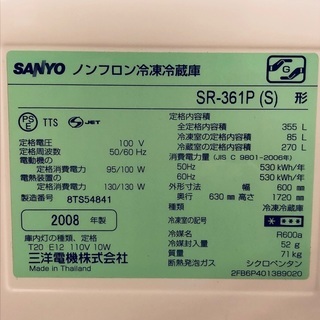 SANYO ノンフロン冷凍冷蔵庫
SR-361P (S) 形
PS E TTS S JET
定格電圧 100 V
定格周波数 50/60 Hz
電動機の定格消費電力 95/100 W
電熱装置の定格消費電力 130/130 W
製造番号 8TS54841
2008 年製
庫内灯の種類、定格
T20 E12 110V 10W
三洋電機株式会社
Made in Thailand
G
定格内容積
全定格内容積 355 L
冷凍室の定格内容積 85 L
冷蔵室の定格内容積 270 L
消費電力量 (JIS C 9801-2006年)
50Hz 530 kWh/年
60Hz 530 kWh/年
外形寸法 幅 600 mm
奥行 630 mm 高さ 1720 mm
種類 冷凍冷蔵庫
冷凍室の記号
冷媒 R600a
冷媒封入量 52 g
質量 71 kg
断熱発泡ガス シクロペンタン
2FB6P401389020